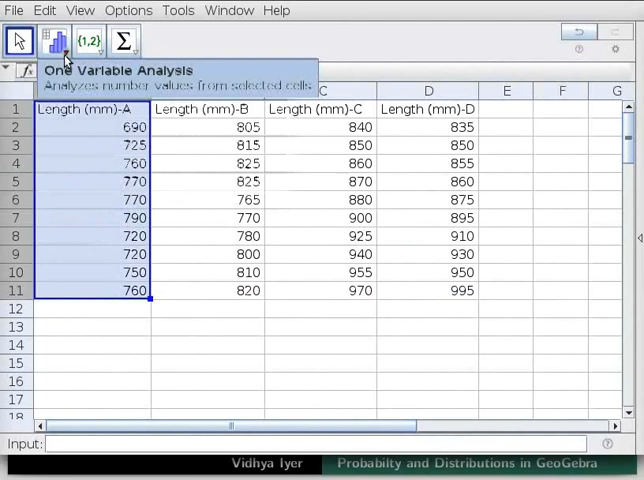 File Edit View Options Tools Window Help
{1,2} Σ
One Variable Analysis
Analyzes number values from selected cells
C D E F G
1 Length (mm)-A Length (mm)-B Length (mm)-C Length (mm)-D
2 690 805 840 835
3 725 815 850 850
4 760 825 860 855
5 770 825 870 860
6 770 765 880 875
7 790 770 900 895
8 720 780 925 910
9 720 800 940 930
10 750 810 955 950
11 760 820 970 995
12
13
14
15
16
17
18
Input:
Vidhya Iyer Probabilty and Distributions in GeoGebra